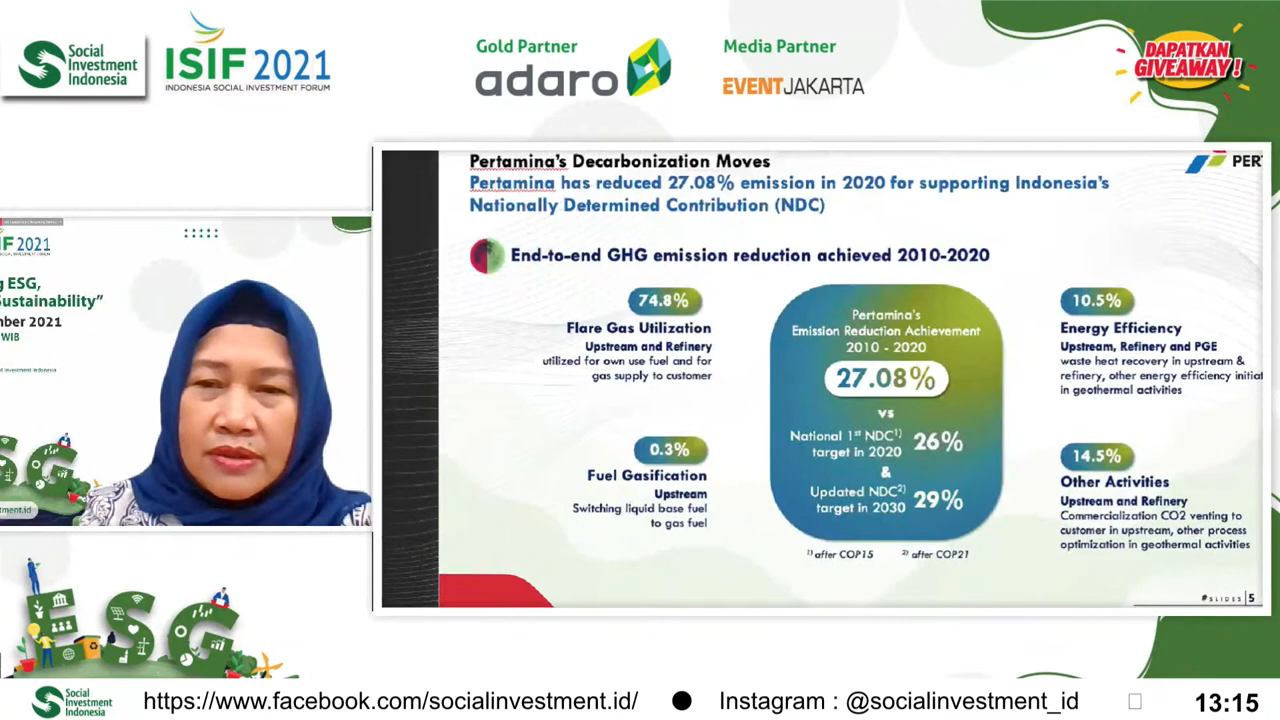 Social
Investment
Indonesia
ISIF 2021
INDONESIA SOCIAL INVESTMENT FORUM
Gold Partner
adaro
Media Partner
EVENTJAKARTA
DAPATKAN
GIVEAWAY !
IF 2021
g ESG,
Sustainability”
mber 2021
WIB
tment.id
Pertamina's Decarbonization Moves
Pertamina has reduced 27.08% emission in 2020 for supporting Indonesia's
Nationally Determined Contribution (NDC)
PER
End-to-end GHG emission reduction achieved 2010-2020
74.8%
Flare Gas Utilization
Upstream and Refinery
utilized for own use fuel and for
gas supply to customer
0.3%
Fuel Gasification
Upstream
Switching liquid base fuel
to gas fuel
Pertamina's
Emission Reduction Achievement
2010 - 2020
27.08%
vs
National 1st NDC1)
target in 2020
26%
&
Updated NDC2)
target in 2030
29%
1) after COP15 2) after COP21
10.5%
Energy Efficiency
Upstream, Refinery and PGE
waste heat recovery in upstream &
refinery, other energy efficiency initiat
in geothermal activities
14.5%
Other Activities
Upstream and Refinery
Commercialization CO2 venting to
customer in upstream, other process
optimization in geothermal activities
#SLIDES 5
ESG
Social
Investment
Indonesia
https://www.facebook.com/socialinvestment.id/ ● Instagram : @socialinvestment_id
13:15